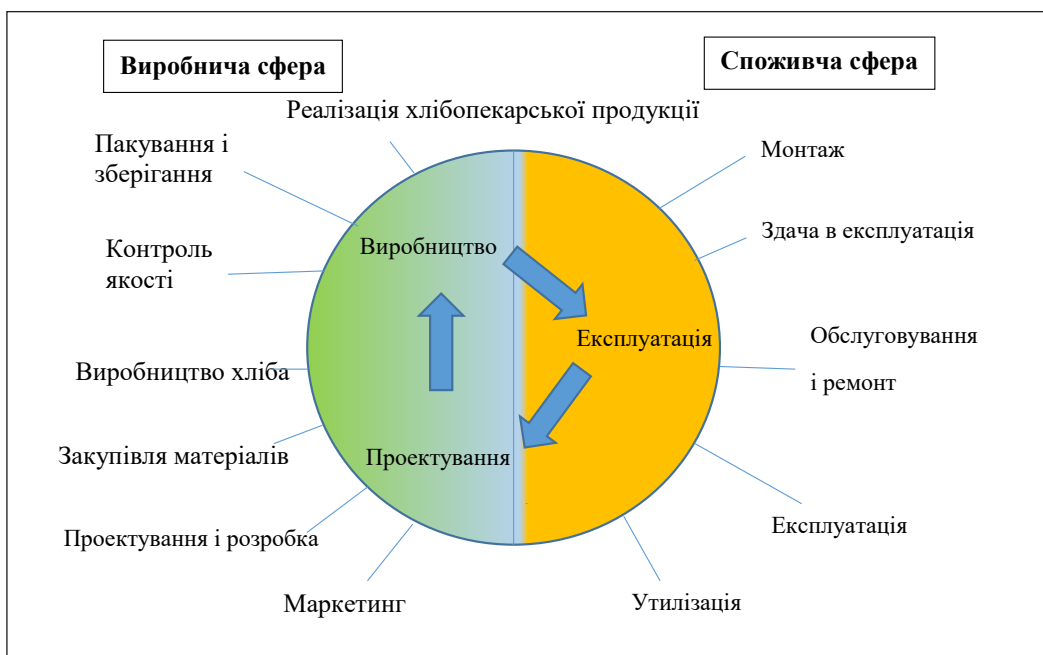 Виробнича сфера
Споживча сфера
Реалізація хлібопекарської продукції
Пакування і
зберігання
Монтаж
Контроль
якості
Виробництво
Здача в експлуатація
Виробництво хліба
Експлуатація
Обслуговування
і ремонт
Закупівля матеріалів
Проектування
Проектування і розробка
Експлуатація
Маркетинг
Утилізація